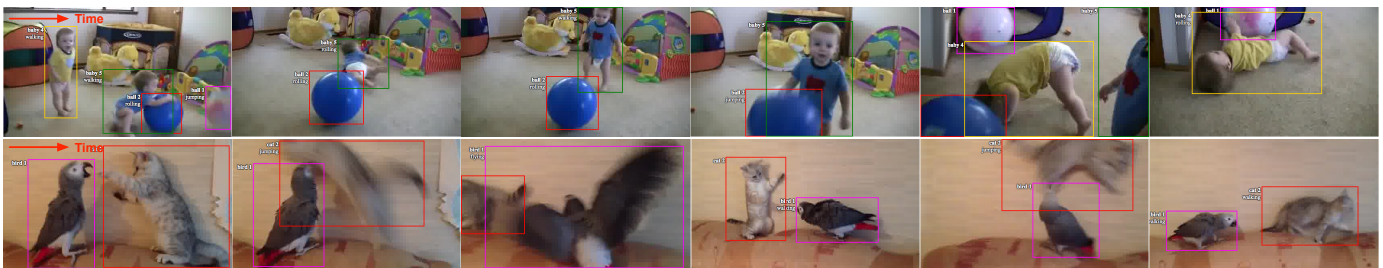 Time
baby 4
walking
baby 5
walking
ball 2
rolling
ball 1
jumping
baby 5
rolling
ball 2
rolling
baby 5
walking
ball 2
rolling
baby 5
ball 2
jumping
ball 1
baby 4
baby 5
ball 1
baby 4
rolling
Time
bird 1
cat 2
jumping
bird 1
bird 1
flying
cat 2
bird 1
walking
cat 2
jumping
bird 1
bird 1
walking
cat 2
walking